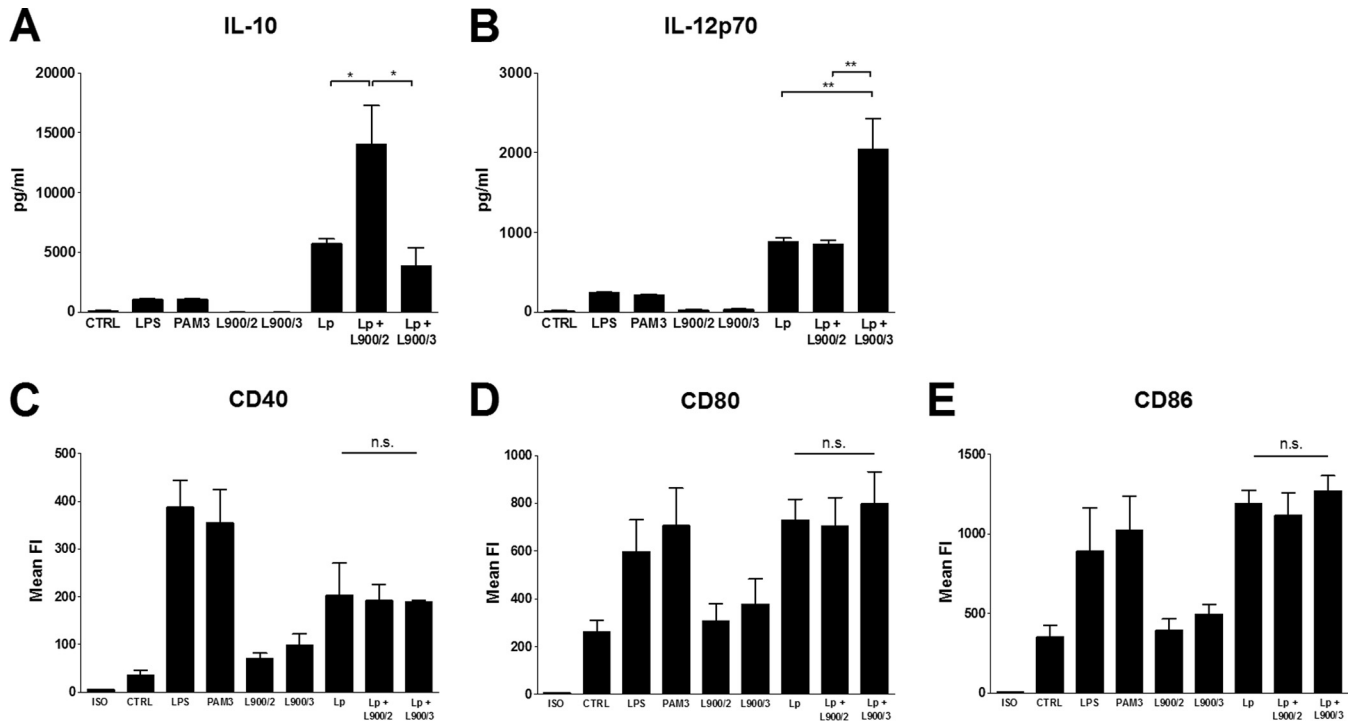 A
IL-10
pg/ml
20000
15000
10000
5000
0
*
*
CTRL LPS PAM3 L900/2 L900/3 Lp Lp + L900/2 Lp + L900/3
B
IL-12p70
pg/ml
3000
2000
1000
0
**
**
CTRL LPS PAM3 L900/2 L900/3 Lp Lp + L900/2 Lp + L900/3
C
CD40
Mean FI
500
400
300
200
100
0
n.s.
ISO CTRL LPS PAM3 L900/2 L900/3 Lp Lp + L900/2 Lp + L900/3
D
CD80
Mean FI
1000
800
600
400
200
0
n.s.
ISO CTRL LPS PAM3 L900/2 L900/3 Lp Lp + L900/2 Lp + L900/3
E
CD86
Mean FI
1500
1000
500
0
n.s.
ISO CTRL LPS PAM3 L900/2 L900/3 Lp Lp + L900/2 Lp + L900/3